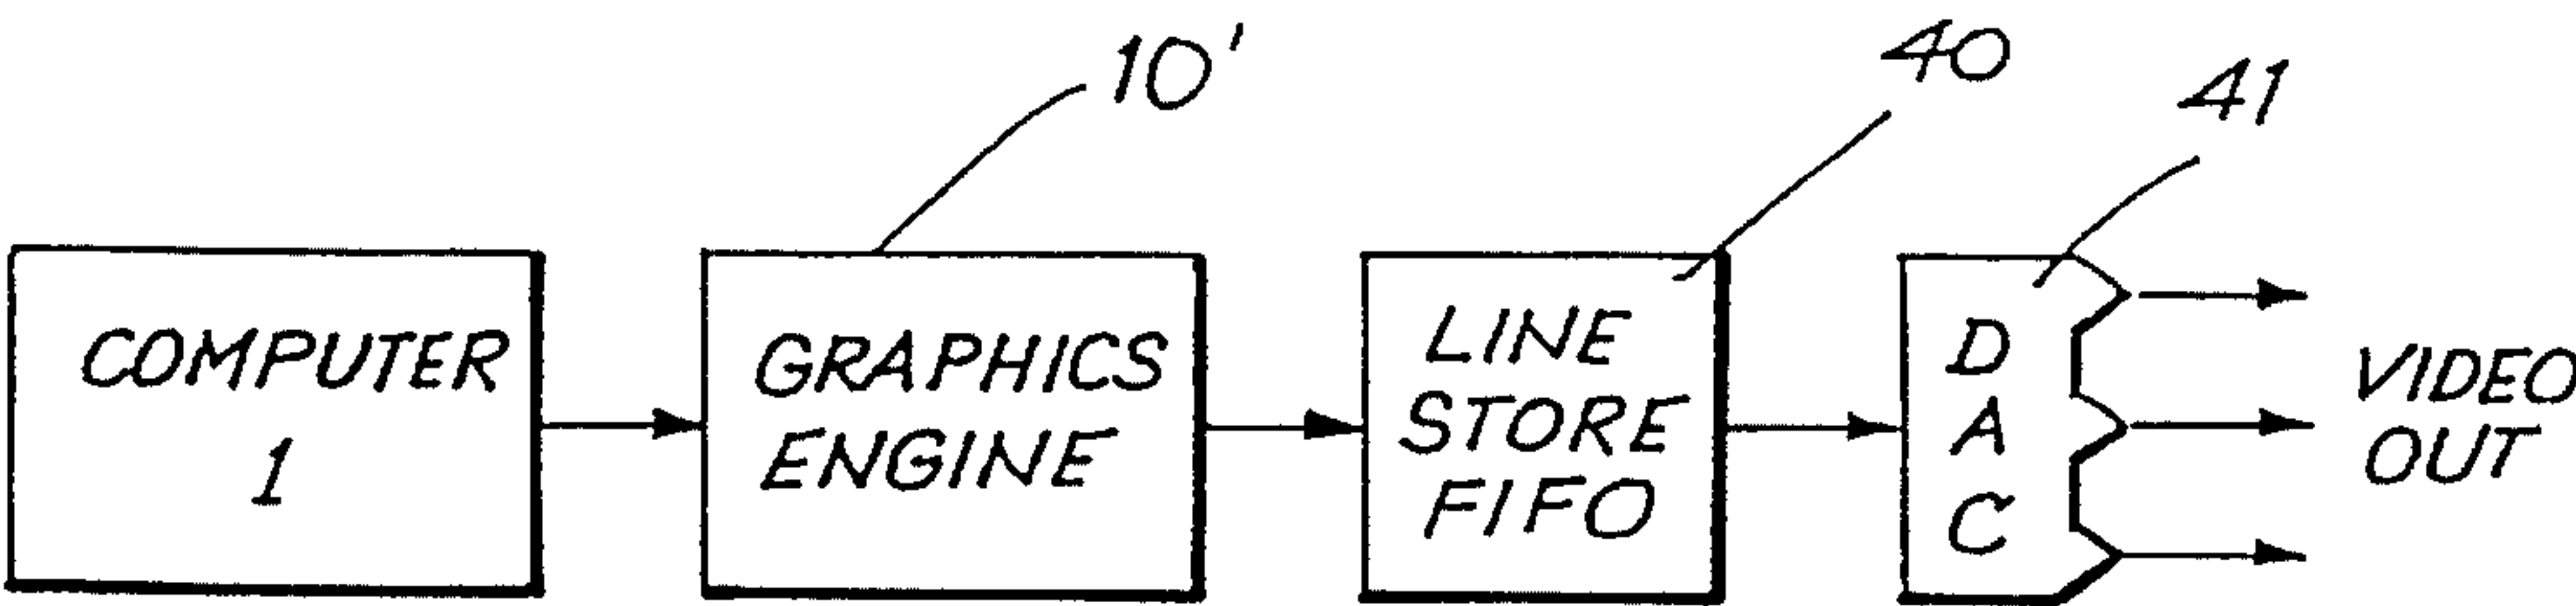 10'
40
41
COMPUTER
1
GRAPHICS
ENGINE
LINE
STORE
FIFO
D
A
C
VIDEO
OUT